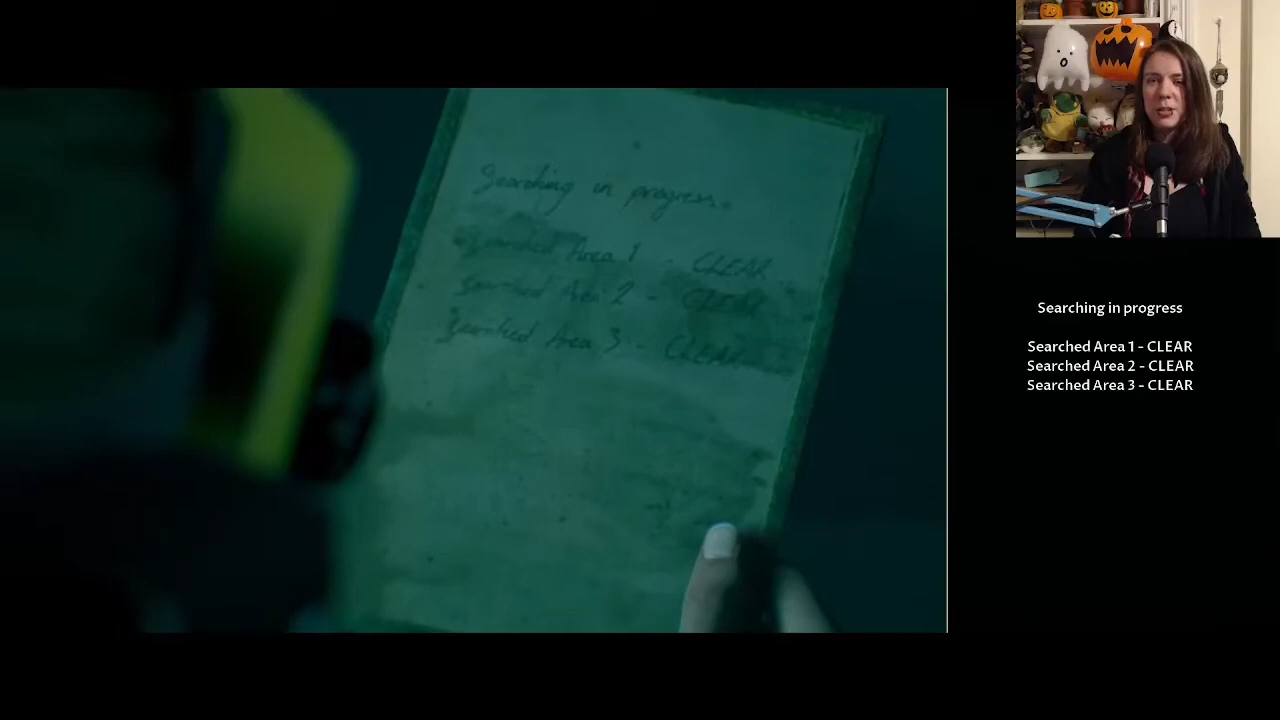 Searching in progress.
Searched Area 1 - CLEAR
Searched Area 2 - CLEAR
Searched Area 3 - CLEAR
Searching in progress
Searched Area 1 - CLEAR
Searched Area 2 - CLEAR
Searched Area 3 - CLEAR